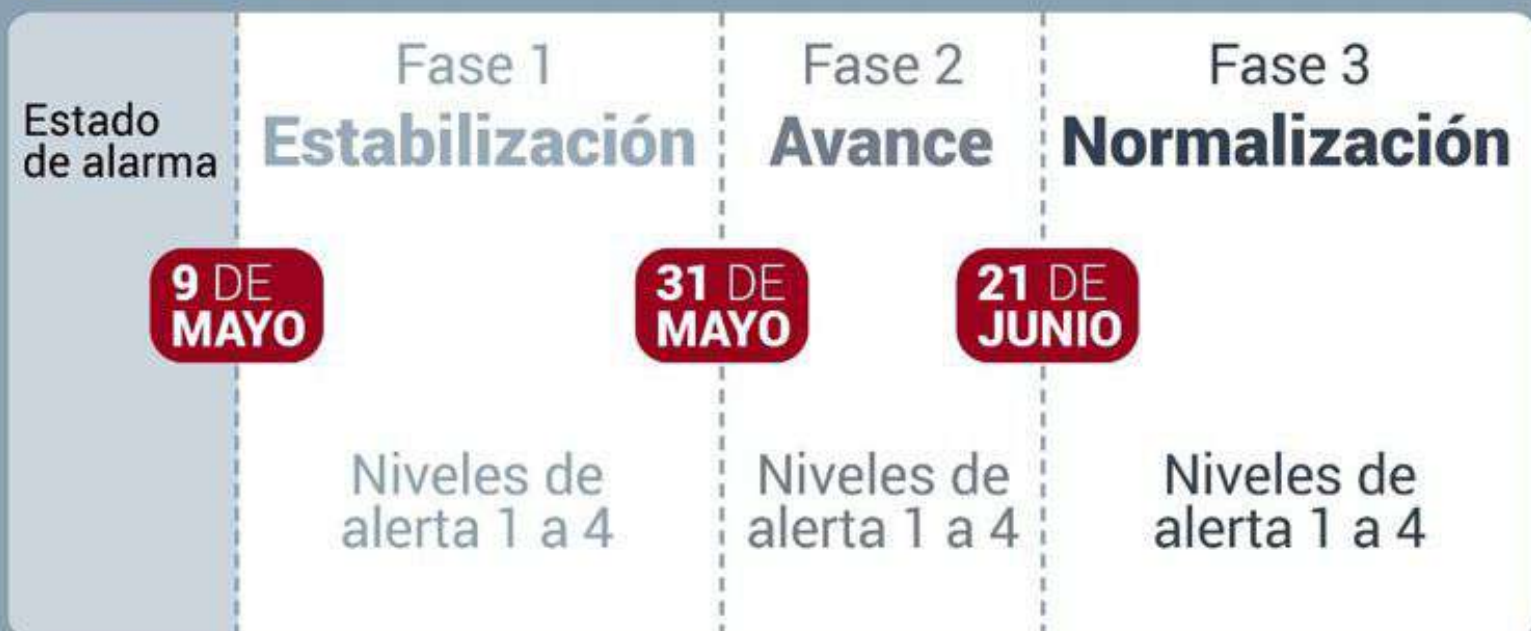 Estado
de alarma
Fase 1
Estabilización
Fase 2
Avance
Fase 3
Normalización
9 DE
MAYO
31 DE
MAYO
21 DE
JUNIO
Niveles de
alerta 1 a 4
Niveles de
alerta 1 a 4
Niveles de
alerta 1 a 4